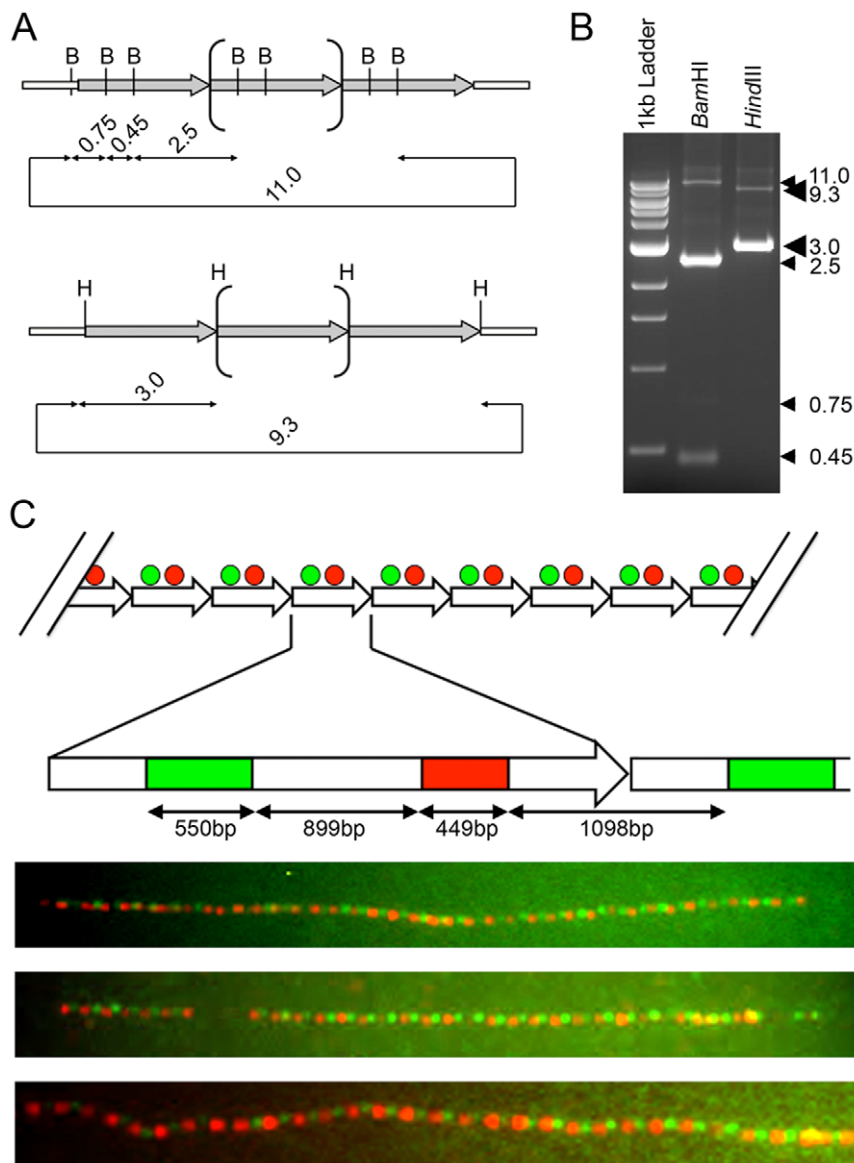 A
B B B B B B B
0.75 0.45 2.5
11.0
H H H H
3.0
9.3
B
1kb Ladder BamHI HindIII
11.0
9.3
3.0
2.5
0.75
0.45
C
550bp 899bp 449bp 1098bp